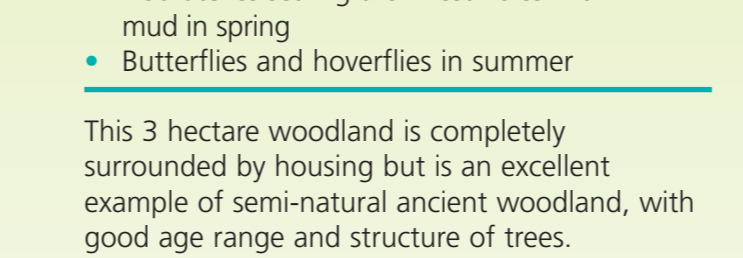 mud in spring
• Butterflies and hoverflies in summer
This 3 hectare woodland is completely
surrounded by housing but is an excellent
example of semi-natural ancient woodland, with
good age range and structure of trees.